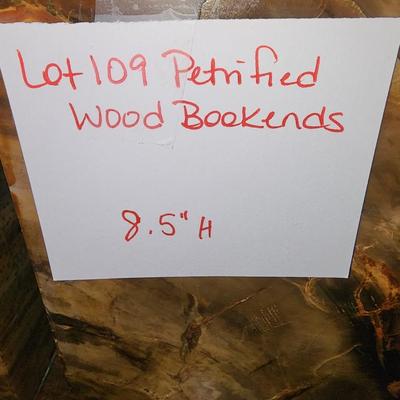 Lot 109 Petrified
Wood Bookends
8.5" H